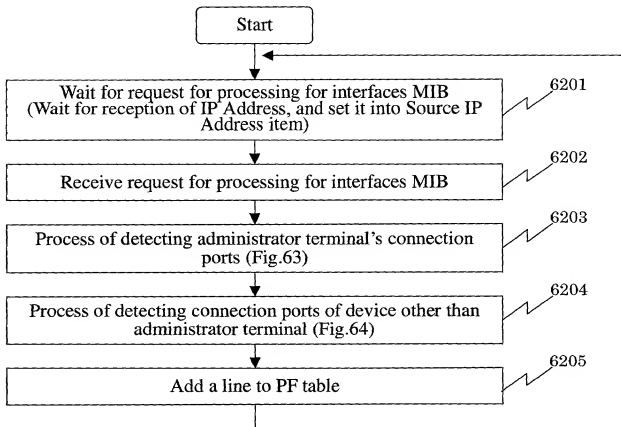 Start
Wait for request for processing for interfaces MIB
(Wait for reception of IP Address, and set it into Source IP
Address item)
6201
Receive request for processing for interfaces MIB
6202
Process of detecting administrator terminal's connection
ports (Fig.63)
6203
Process of detecting connection ports of device other than
administrator terminal (Fig.64)
6204
Add a line to PF table
6205